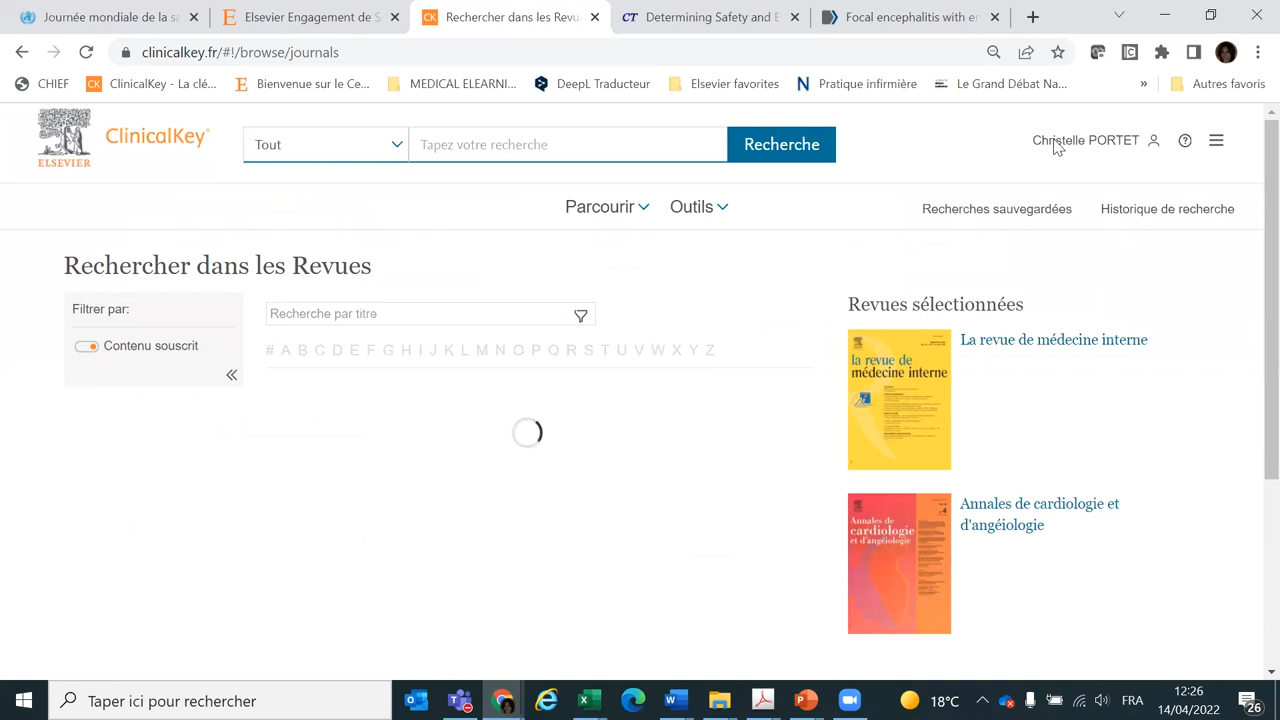 Journée mondiale de la sa
Elsevier Engagement de S
CK Rechercher dans les Revu
CT Determining Safety and E
Focal encephalitis with en
clinicalkey.fr/#!/browse/journals
CHIEF
CK ClinicalKey - La clé...
Bienvenue sur le Ce...
MEDICAL ELEARNI...
DeepL Traducteur
Elsevier favorites
N Pratique infirmière
Le Grand Débat Na...
»
Autres favoris
ELSEVIER
ClinicalKey®
Tout
Tapez votre recherche
Recherche
Christelle PORTET
Parcourir
Outils
Recherches sauvegardées
Historique de recherche
Rechercher dans les Revues
Filtrer par:
Contenu souscrit
Recherche par titre
# A B C D E F G H I J K L M N O P Q R S T U V W X Y Z
Revues sélectionnées
la revue de
médecine interne
La revue de médecine interne
Annales de
cardiologie
et d'angéiologie
Annales de cardiologie et
d'angéiologie
Taper ici pour rechercher
18°C
FRA
12:26
14/04/2022
26